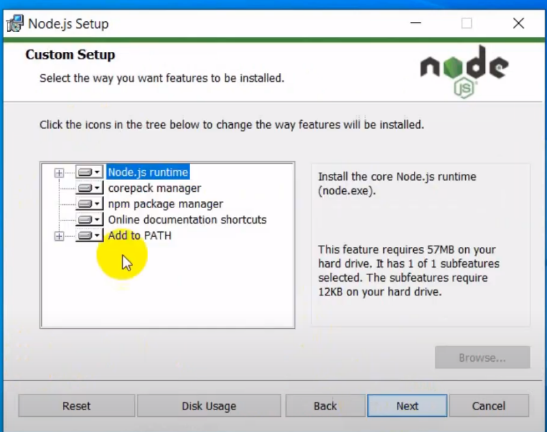 Node.js Setup
Custom Setup
Select the way you want features to be installed.
node
JS
Click the icons in the tree below to change the way features will be installed.
Node.js runtime
corepack manager
npm package manager
Online documentation shortcuts
Add to PATH
Install the core Node.js runtime
(node.exe).
This feature requires 57MB on your
hard drive. It has 1 of 1 subfeatures
selected. The subfeatures require
12KB on your hard drive.
Browse...
Reset
Disk Usage
Back
Next
Cancel